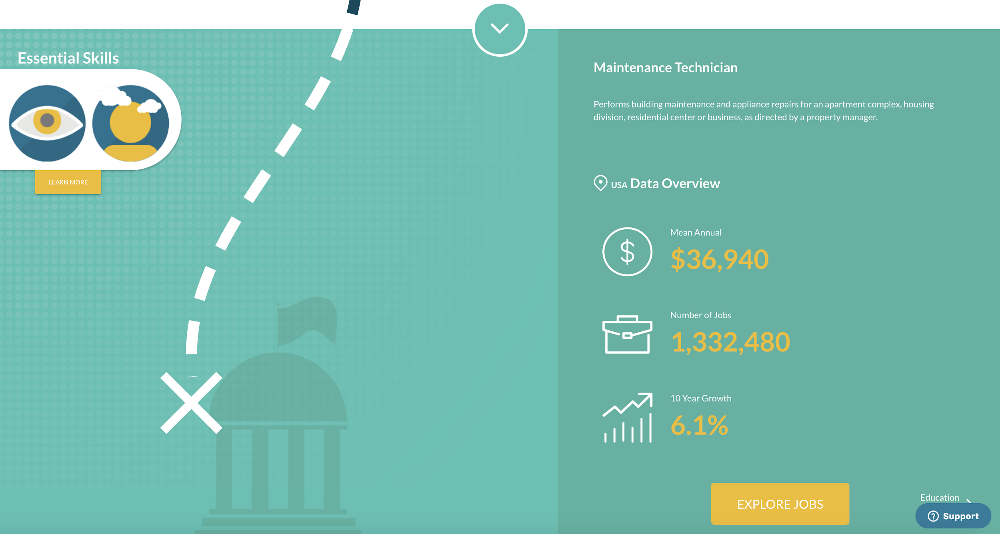 Essential Skills
LEARN MORE
Maintenance Technician
Performs building maintenance and appliance repairs for an apartment complex, housing
division, residential center or business, as directed by a property manager.
USA Data Overview
Mean Annual
$36,940
Number of Jobs
1,332,480
10 Year Growth
6.1%
EXPLORE JOBS
Education
Support